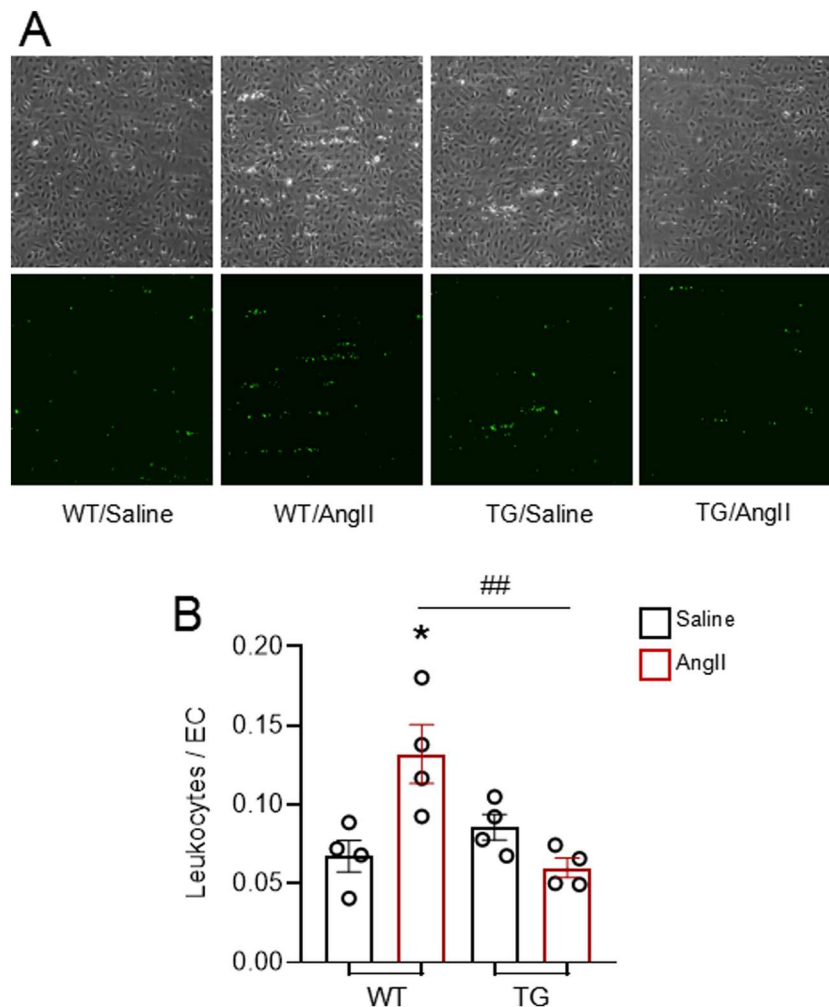 A
WT/Saline WT/AngII TG/Saline TG/AngII
B
##
*
Saline
AngII
0.20
0.15
0.10
0.05
0.00
Leukocytes / EC
WT TG